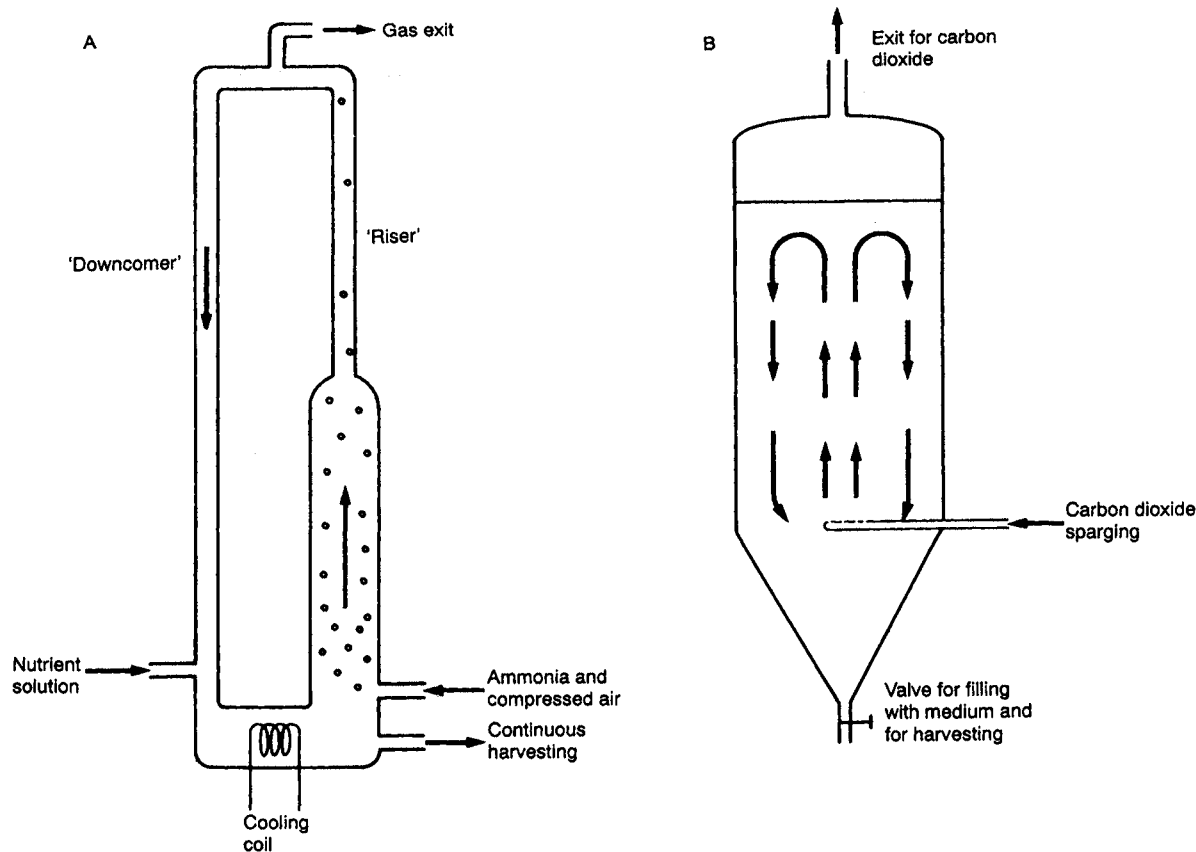 A
Gas exit
'Riser'
'Downcomer'
Nutrient
solution
Ammonia and
compressed air
Continuous
harvesting
Cooling
coil
B
Exit for carbon
dioxide
Carbon dioxide
sparging
Valve for filling
with medium and
for harvesting